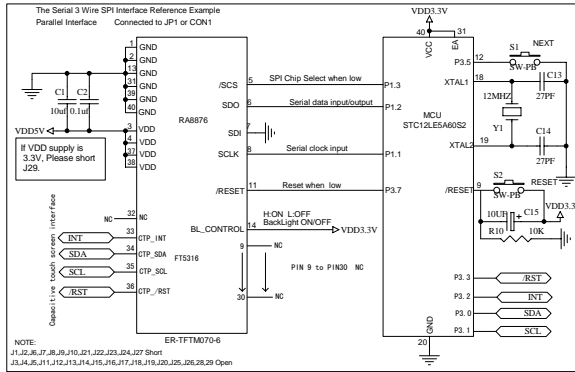 The Serial 3 Wire SPI Interface Reference Example
Parallel Interface Connected to JP1 or CON1
VDD3.3V
1 GND
2 GND
13 GND
31 GND
39 GND
40 GND
3 VDD
4 VDD
37 VDD
38 VDD
C1
10uf
C2
0.1uf
VDD5V
If VDD supply is
3.3V, Please short
J29.
RA8876
/SCS 5 SPI Chip Select when low P1.3
SDO 6 Serial data input/output P1.2
SDI 7
SCLK 8 Serial clock input P1.1
/RESET 11 Reset when low P3.7
BL_CONTROL 14 H:ON L:OFF
BackLight ON/OFF
VDD3.3V
9 NC
PIN 9 to PIN30 NC
30 NC
NC 32 NC
INT 33 CTP_INT
SDA 34 CTP_SDA
SCL 35 CTP_SCL
/RST 36 CTP_/RST
FT5316
Capacitive touch screen interface
ER-TFTM070-6
40 VCC
31 EA
MCU
STC12LE5A60S2
P3.5 12
S1 NEXT
SW-PB
XTAL1 18
C13
27PF
12MHZ
Y1
XTAL2 19
C14
27PF
S2
RESET
SW-PB
/RESET 9
10UF C15
VDD3.3V
R10 10K
P3. 3 /RST
P3. 2 INT
P3. 0 SDA
P3. 1 SCL
GND
20
NOTE:
J1,J2,J6,J7,J8,J9,J10,J21,J22,J23,J24,J27 Short
J3,J4,J5,J11,J12,J13,J14,J15,J16,J17,J18,J19,J20,J25,J26,28,29 Open